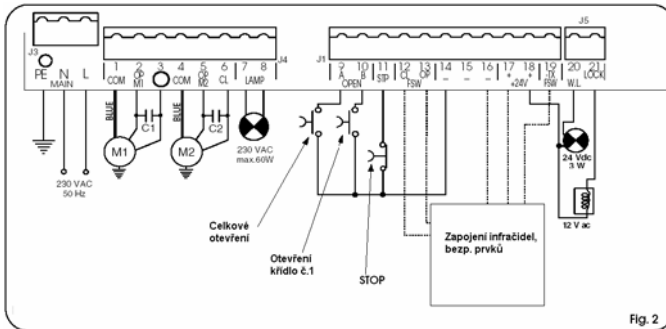 J3
PE N L
MAIN
230 VAC
50 Hz
1 2 3 4 5 6 7 8
COM OP CL COM OP CL LAMP
M1 M2
J4
BLUE BLUE
C1 C2
M1 M2
230 VAC
max.60W
J1
9 10 11 12 13 14 15 16 17 18 19
A B STP CL OP – – – + + -TX
OPEN FSW +24V FSW
J5
20 21
W.L LOCK
24 Vdc
3 W
12 V ac
Celkové
otevření
Otevření
křídlo č.1
STOP
Zapojení infračidel,
bezp. prvků
Fig. 2